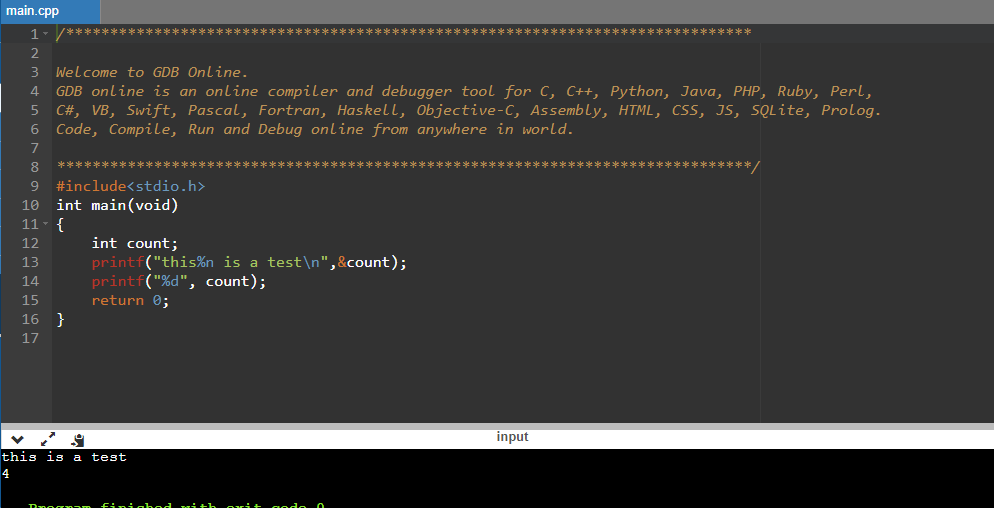 main.cpp
1 /******************************************************************************
2
3 Welcome to GDB Online.
4 GDB online is an online compiler and debugger tool for C, C++, Python, Java, PHP, Ruby, Perl,
5 C#, VB, Swift, Pascal, Fortran, Haskell, Objective-C, Assembly, HTML, CSS, JS, SQLite, Prolog.
6 Code, Compile, Run and Debug online from anywhere in world.
7
8 *******************************************************************************/
9 #include<stdio.h>
10 int main(void)
11 {
12     int count;
13     printf("this%n is a test\n",&count);
14     printf("%d", count);
15     return 0;
16 }
17
input
this is a test
4
Program finished with exit code 0